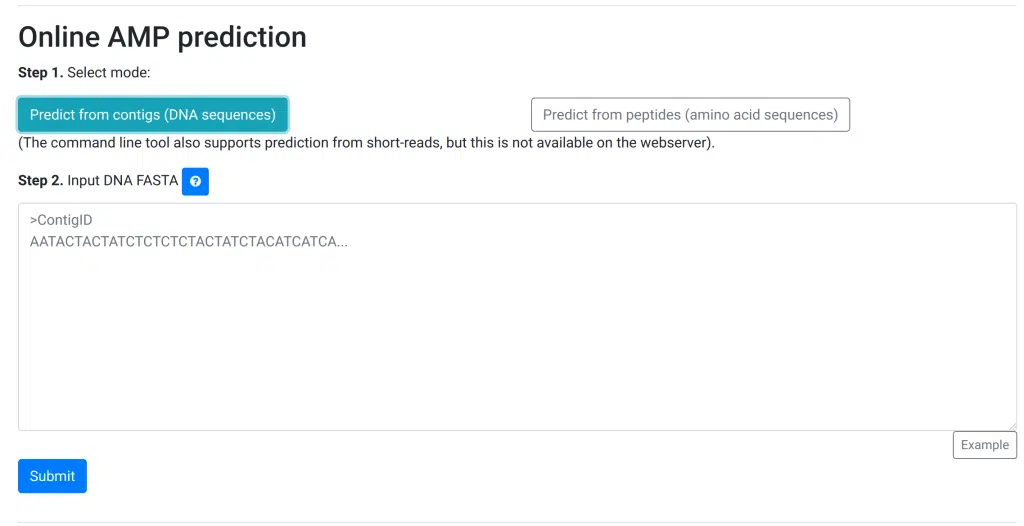 Online AMP prediction
Step 1. Select mode:
Predict from contigs (DNA sequences)
Predict from peptides (amino acid sequences)
(The command line tool also supports prediction from short-reads, but this is not available on the webserver).
Step 2. Input DNA FASTA ?
>ContigID
AATACTACTATCTCTCTCTACTATCTACATCATCA...
Example
Submit